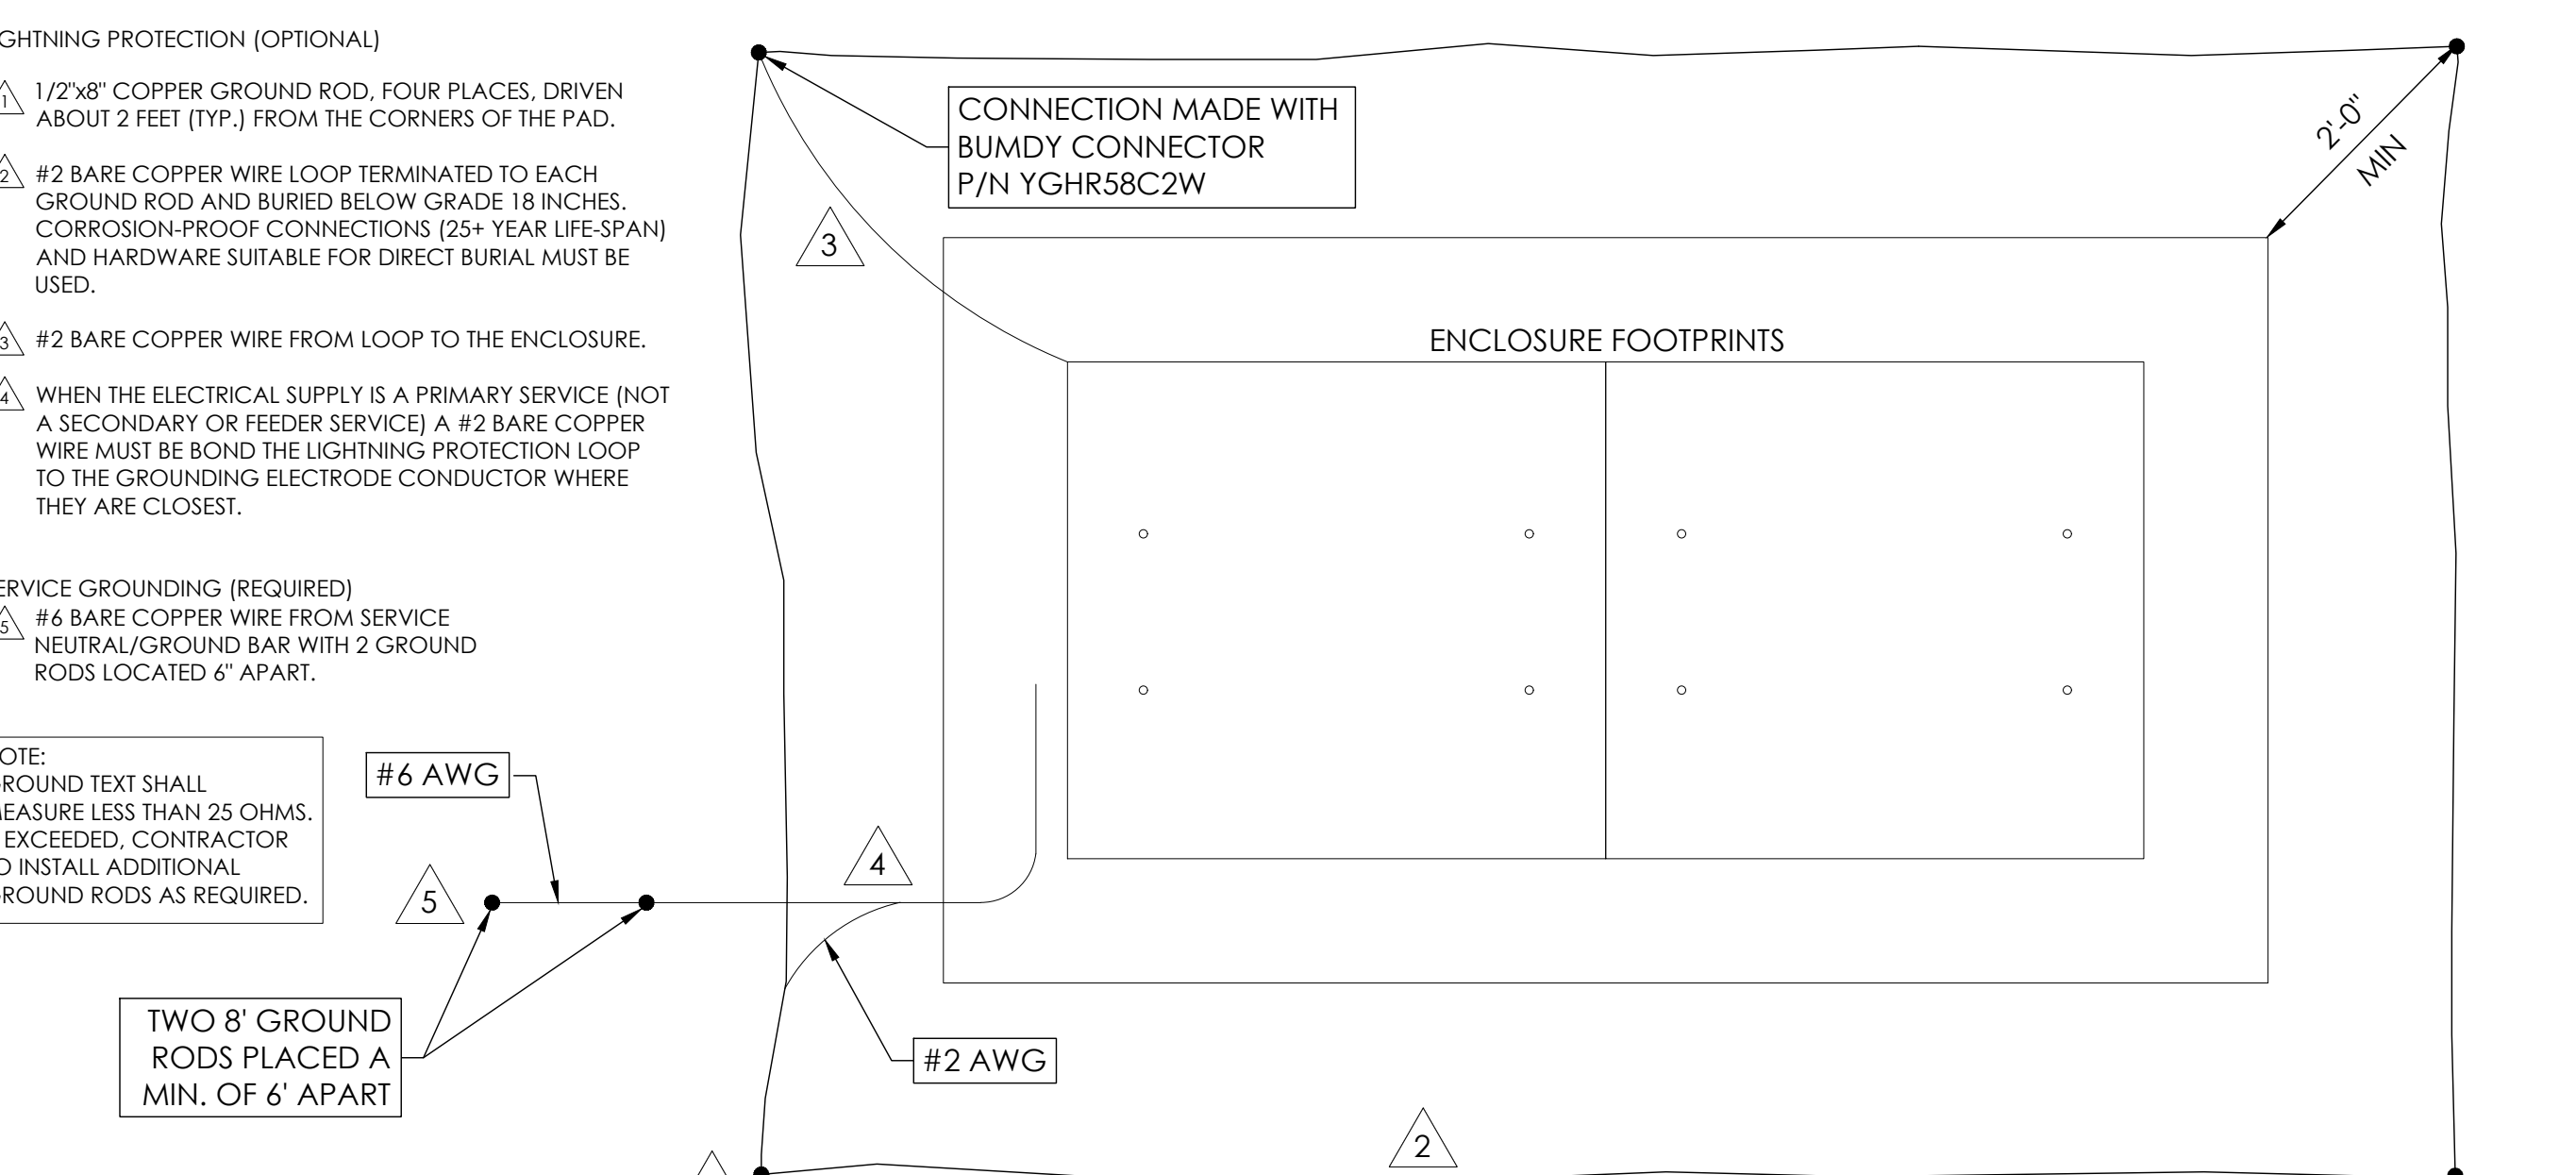 GHTNING PROTECTION (OPTIONAL)
1
1/2"x8" COPPER GROUND ROD, FOUR PLACES, DRIVEN
ABOUT 2 FEET (TYP.) FROM THE CORNERS OF THE PAD.
2
#2 BARE COPPER WIRE LOOP TERMINATED TO EACH
GROUND ROD AND BURIED BELOW GRADE 18 INCHES.
CORROSION-PROOF CONNECTIONS (25+ YEAR LIFE-SPAN)
AND HARDWARE SUITABLE FOR DIRECT BURIAL MUST BE
USED.
3
#2 BARE COPPER WIRE FROM LOOP TO THE ENCLOSURE.
4
WHEN THE ELECTRICAL SUPPLY IS A PRIMARY SERVICE (NOT
A SECONDARY OR FEEDER SERVICE) A #2 BARE COPPER
WIRE MUST BE BOND THE LIGHTNING PROTECTION LOOP
TO THE GROUNDING ELECTRODE CONDUCTOR WHERE
THEY ARE CLOSEST.
ERVICE GROUNDING (REQUIRED)
5
#6 BARE COPPER WIRE FROM SERVICE
NEUTRAL/GROUND BAR WITH 2 GROUND
RODS LOCATED 6" APART.
OTE:
ROUND TEXT SHALL
EASURE LESS THAN 25 OHMS.
EXCEEDED, CONTRACTOR
O INSTALL ADDITIONAL
ROUND RODS AS REQUIRED.
#6 AWG
5
TWO 8' GROUND
RODS PLACED A
MIN. OF 6' APART
CONNECTION MADE WITH
BUMDY CONNECTOR
P/N YGHR58C2W
3
2'-0"
MIN
ENCLOSURE FOOTPRINTS
4
#2 AWG
2